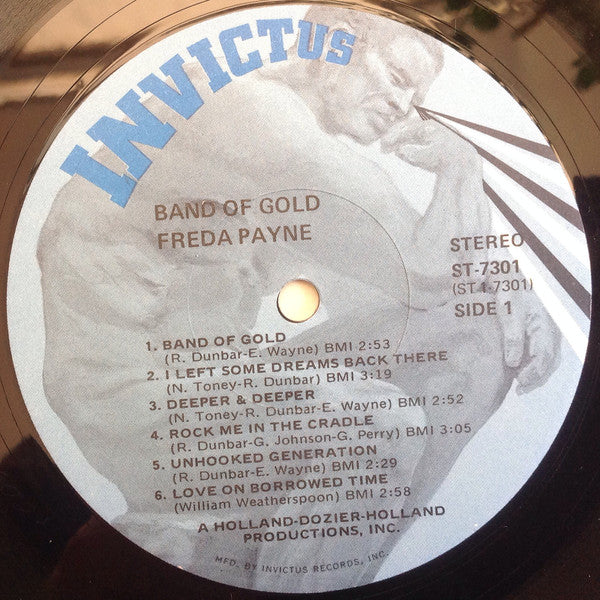 INVICTUS
BAND OF GOLD
FREDA PAYNE
STEREO
ST-7301
(ST-1-7301)
SIDE 1
1. BAND OF GOLD
(R. Dunbar-E. Wayne) BMI 2:53
2. I LEFT SOME DREAMS BACK THERE
(N. Toney-R. Dunbar) BMI 3:19
3. DEEPER & DEEPER
(N. Toney-R. Dunbar-E. Wayne) BMI 2:52
4. ROCK ME IN THE CRADLE
(R. Dunbar-G. Johnson-G. Perry) BMI 3:05
5. UNHOOKED GENERATION
(R. Dunbar-E. Wayne) BMI 2:29
6. LOVE ON BORROWED TIME
(William Weatherspoon) BMI 2:58
A HOLLAND-DOZIER-HOLLAND
PRODUCTIONS, INC.
MFD. BY INVICTUS RECORDS, INC.